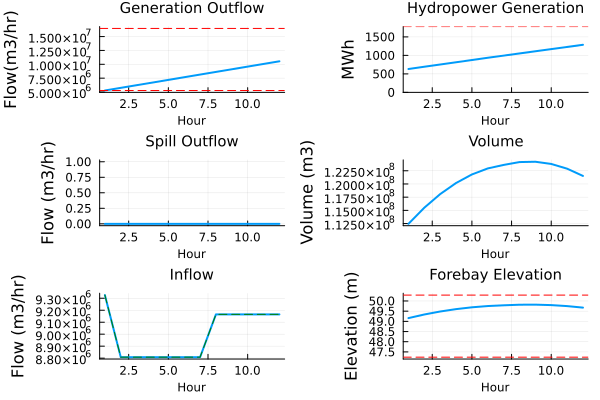 Generation Outflow
Flow(m3/hr)
1.500×10⁷
1.250×10⁷
1.000×10⁷
7.500×10⁶
5.000×10⁶
2.5 5.0 7.5 10.0
Hour
Hydropower Generation
MWh
1500
1000
500
0
2.5 5.0 7.5 10.0
Hour
Spill Outflow
Flow (m3/hr)
1.00
0.75
0.50
0.25
0.00
2.5 5.0 7.5 10.0
Hour
Volume
Volume (m3)
1.2250×10⁸
1.2000×10⁸
1.1750×10⁸
1.1500×10⁸
1.1250×10⁸
2.5 5.0 7.5 10.0
Hour
Inflow
Flow (m3/hr)
9.30×10⁶
9.20×10⁶
9.10×10⁶
9.00×10⁶
8.90×10⁶
8.80×10⁶
2.5 5.0 7.5 10.0
Hour
Forebay Elevation
Elevation (m)
50.0
49.5
49.0
48.5
48.0
47.5
2.5 5.0 7.5 10.0
Hour